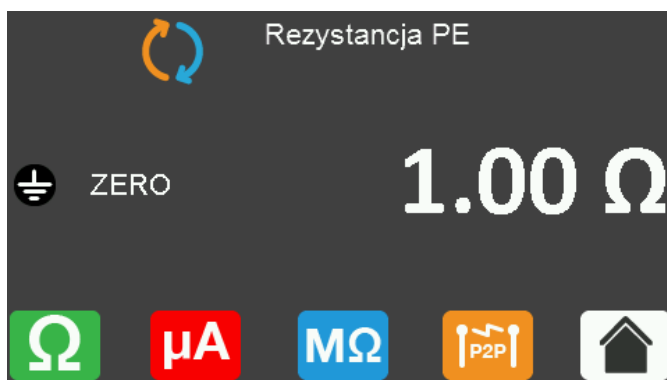 Rezystancja PE
ZERO 1.00 Ω
Ω µA MΩ P2P